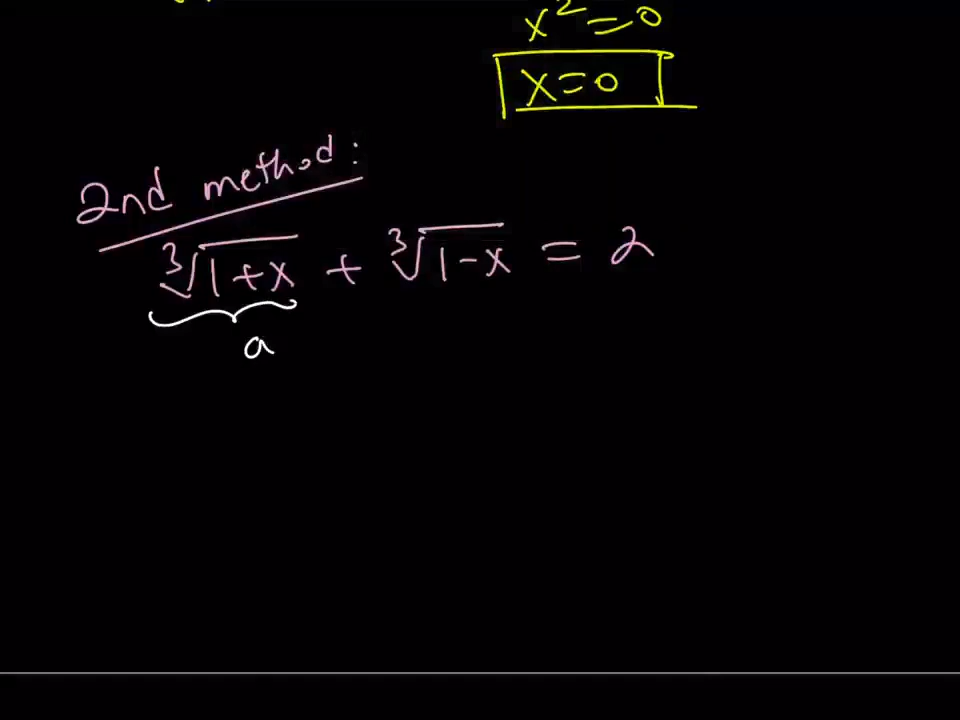 x² = 0
x = 0
2nd method:
∛(1+x) + ∛(1-x) = 2
a